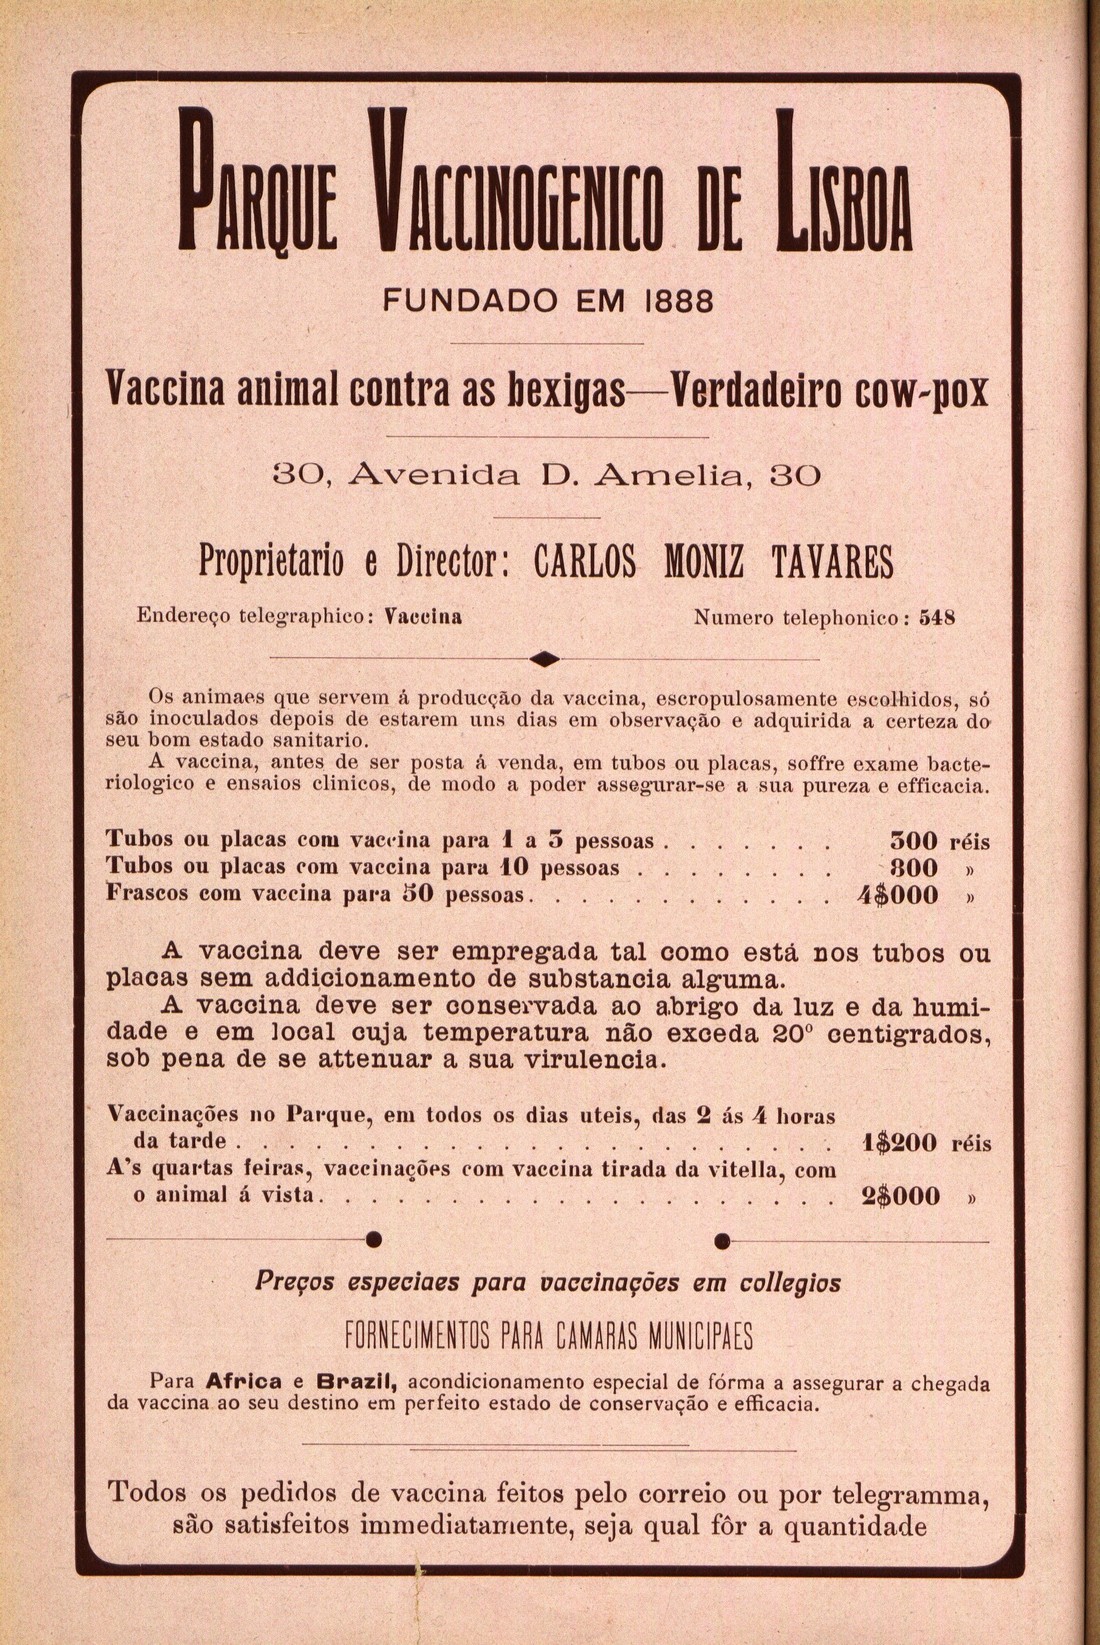 PARQUE VACCINOGENICO DE LISBOA
FUNDADO EM 1888
Vaccina animal contra as bexigas—Verdadeiro cow-pox
30, Avenida D. Amelia, 30
Proprietario e Director: CARLOS MONIZ TAVARES
Endereço telegraphico: Vaccina Numero telephonico: 548
Os animaes que servem á producção da vaccina, escropulosamente escolhidos, só
são inoculados depois de estarem uns dias em observação e adquirida a certeza do
seu bom estado sanitario.
A vaccina, antes de ser posta á venda, em tubos ou placas, soffre exame bacte-
riologico e ensaios clinicos, de modo a poder assegurar-se a sua pureza e efficacia.
Tubos ou placas com vaccina para 1 a 3 pessoas . . . . . . . 300 réis
Tubos ou placas com vaccina para 10 pessoas . . . . . . . . 800 »
Frascos com vaccina para 50 pessoas. . . . . . . . . . . . 4$000 »
A vaccina deve ser empregada tal como está nos tubos ou
placas sem addicionamento de substancia alguma.
A vaccina deve ser conservada ao abrigo da luz e da humi-
dade e em local cuja temperatura não exceda 20º centigrados,
sob pena de se attenuar a sua virulencia.
Vaccinações no Parque, em todos os dias uteis, das 2 ás 4 horas
da tarde . . . . . . . . . . . . . . . . . . . . . . 1$200 réis
A's quartas feiras, vaccinações com vaccina tirada da vitella, com
o animal á vista. . . . . . . . . . . . . . . . . . . 2$000 »
Preços especiaes para vaccinações em collegios
FORNECIMENTOS PARA CAMARAS MUNICIPAES
Para Africa e Brazil, acondicionamento especial de fórma a assegurar a chegada
da vaccina ao seu destino em perfeito estado de conservação e efficacia.
Todos os pedidos de vaccina feitos pelo correio ou por telegramma,
são satisfeitos immediatamente, seja qual fôr a quantidade